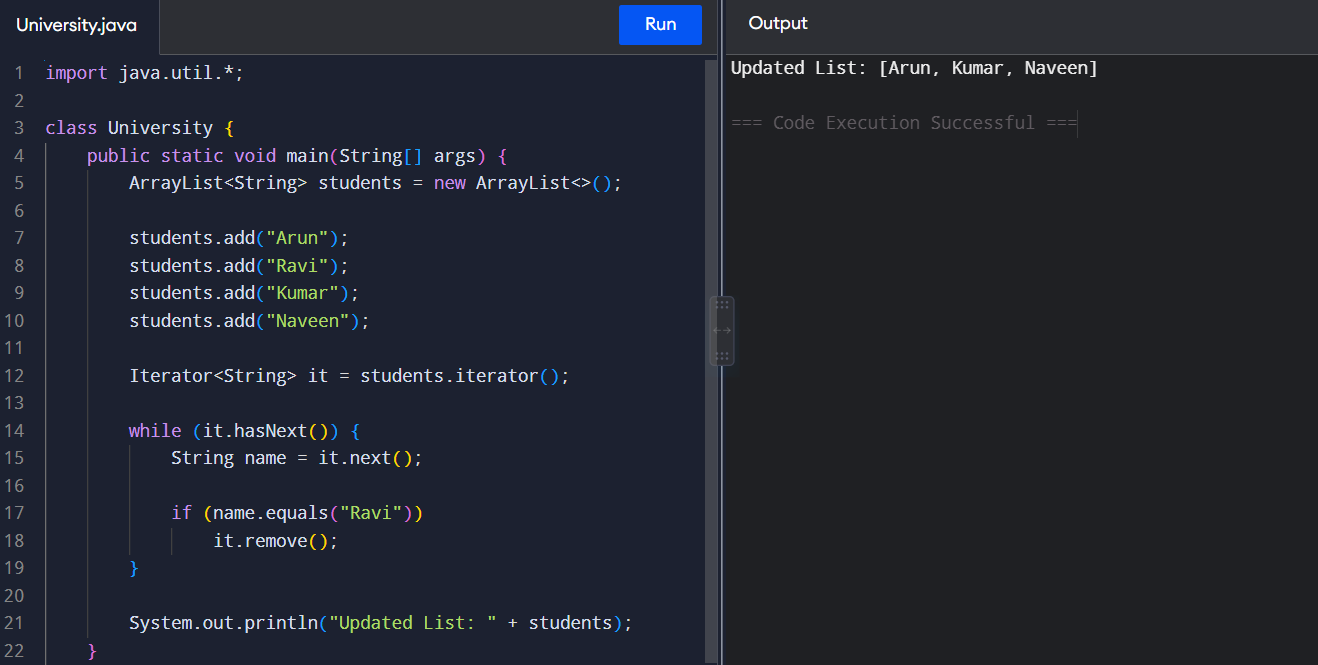 University.java
Run
1 import java.util.*;
2
3 class University {
4     public static void main(String[] args) {
5         ArrayList<String> students = new ArrayList<>();
6
7         students.add("Arun");
8         students.add("Ravi");
9         students.add("Kumar");
10         students.add("Naveen");
11
12         Iterator<String> it = students.iterator();
13
14         while (it.hasNext()) {
15             String name = it.next();
16
17             if (name.equals("Ravi"))
18                 it.remove();
19         }
20
21         System.out.println("Updated List: " + students);
22     }
Output
Updated List: [Arun, Kumar, Naveen]
=== Code Execution Successful ===